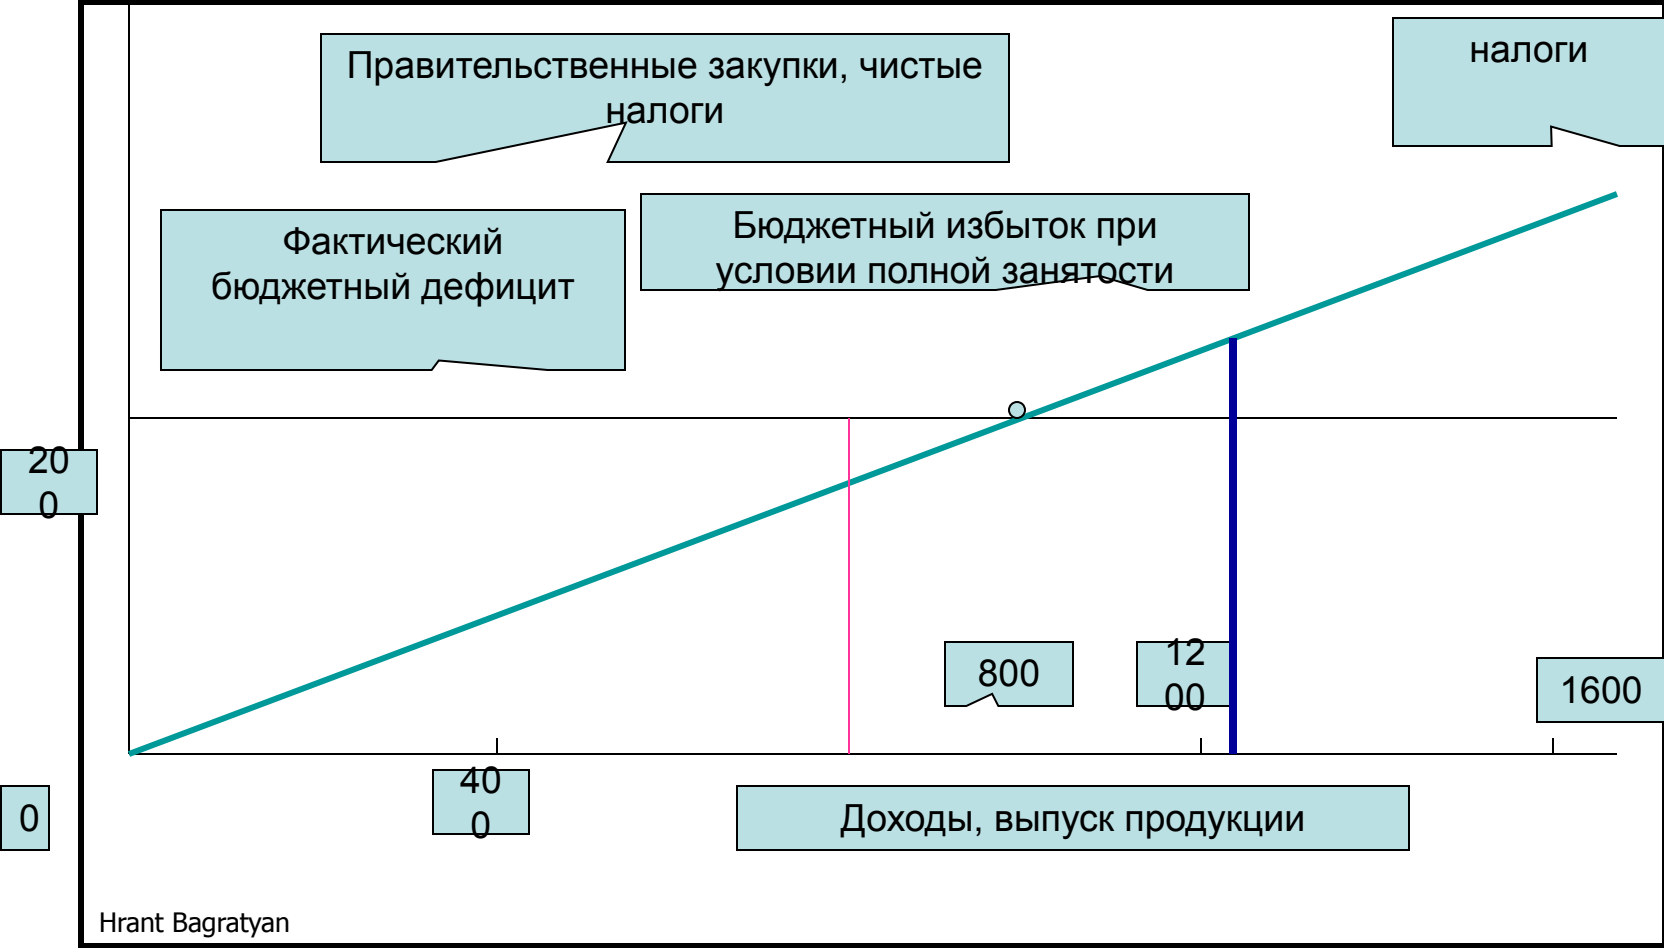 Правительственные закупки, чистые
налоги
налоги
Фактический
бюджетный дефицит
Бюджетный избыток при
условии полной занятости
20
0
800
12
00
1600
40
0
0
Доходы, выпуск продукции
Hrant Bagratyan